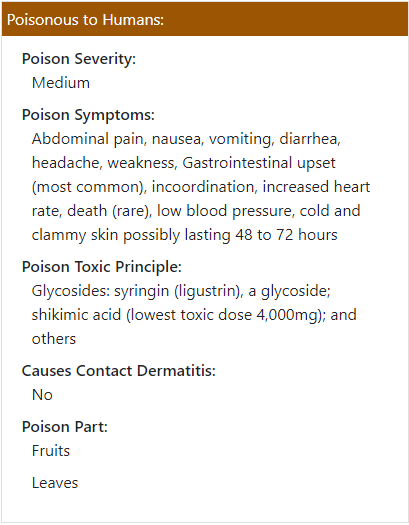 Poisonous to Humans:
Poison Severity:
Medium
Poison Symptoms:
Abdominal pain, nausea, vomiting, diarrhea,
headache, weakness, Gastrointestinal upset
(most common), incoordination, increased heart
rate, death (rare), low blood pressure, cold and
clammy skin possibly lasting 48 to 72 hours
Poison Toxic Principle:
Glycosides: syringin (ligustrin), a glycoside;
shikimic acid (lowest toxic dose 4,000mg); and
others
Causes Contact Dermatitis:
No
Poison Part:
Fruits
Leaves